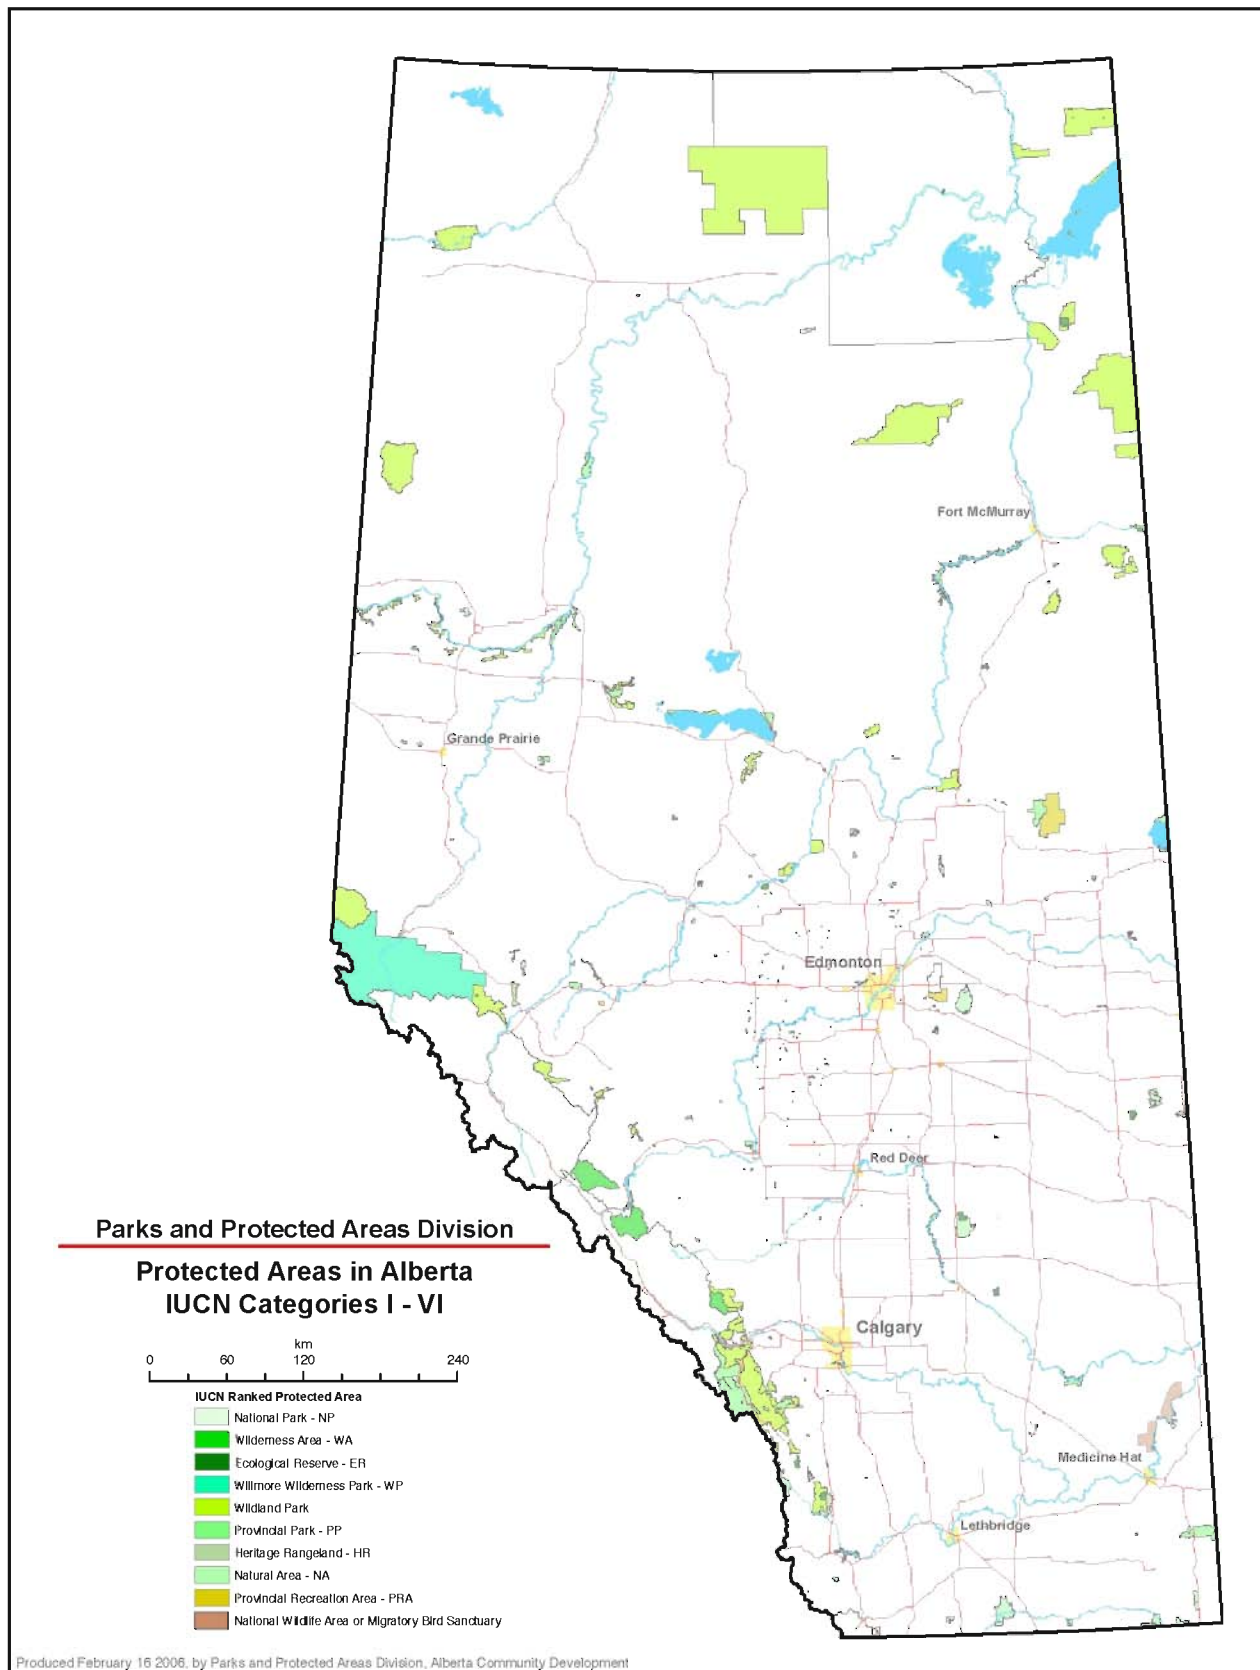 Fort McMurray
Grande Prairie
Edmonton
Red Deer
Calgary
Medicine Hat
Lethbridge
Parks and Protected Areas Division
Protected Areas in Alberta
IUCN Categories I - VI
km
0 60 120 240
IUCN Ranked Protected Area
National Park - NP
Wilderness Area - WA
Ecological Reserve - ER
Willmore Wilderness Park - WP
Wildland Park
Provincial Park - PP
Heritage Rangeland - HR
Natural Area - NA
Provincial Recreation Area - PRA
National Wildlife Area or Migratory Bird Sanctuary
Produced February 16 2006, by Parks and Protected Areas Division, Alberta Community Development